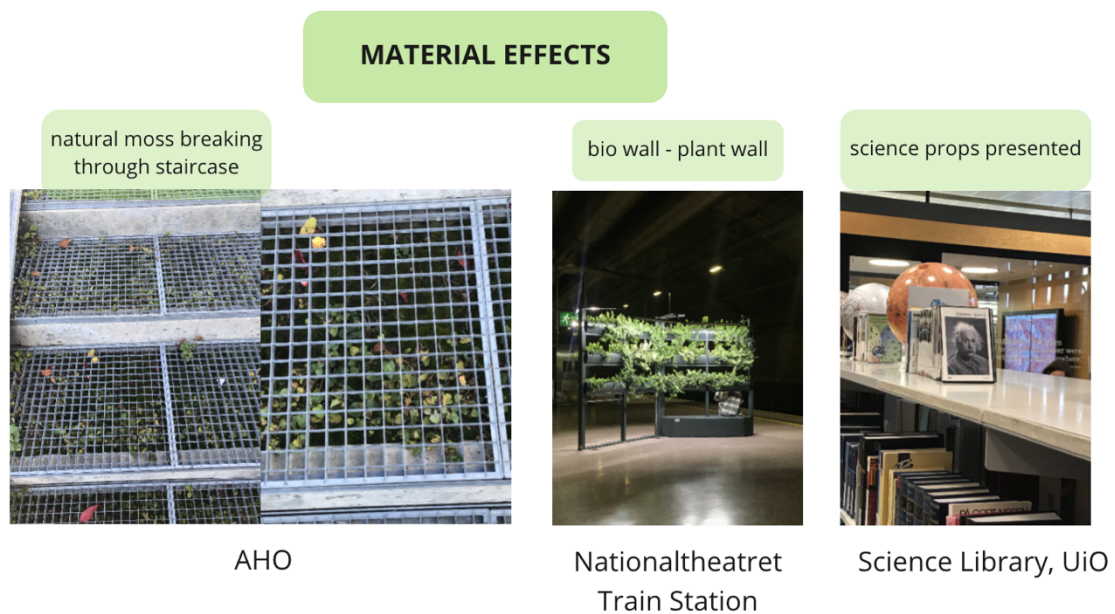 MATERIAL EFFECTS
natural moss breaking
through staircase
bio wall - plant wall
science props presented
AHO
Nationaltheatret
Train Station
Science Library, UiO